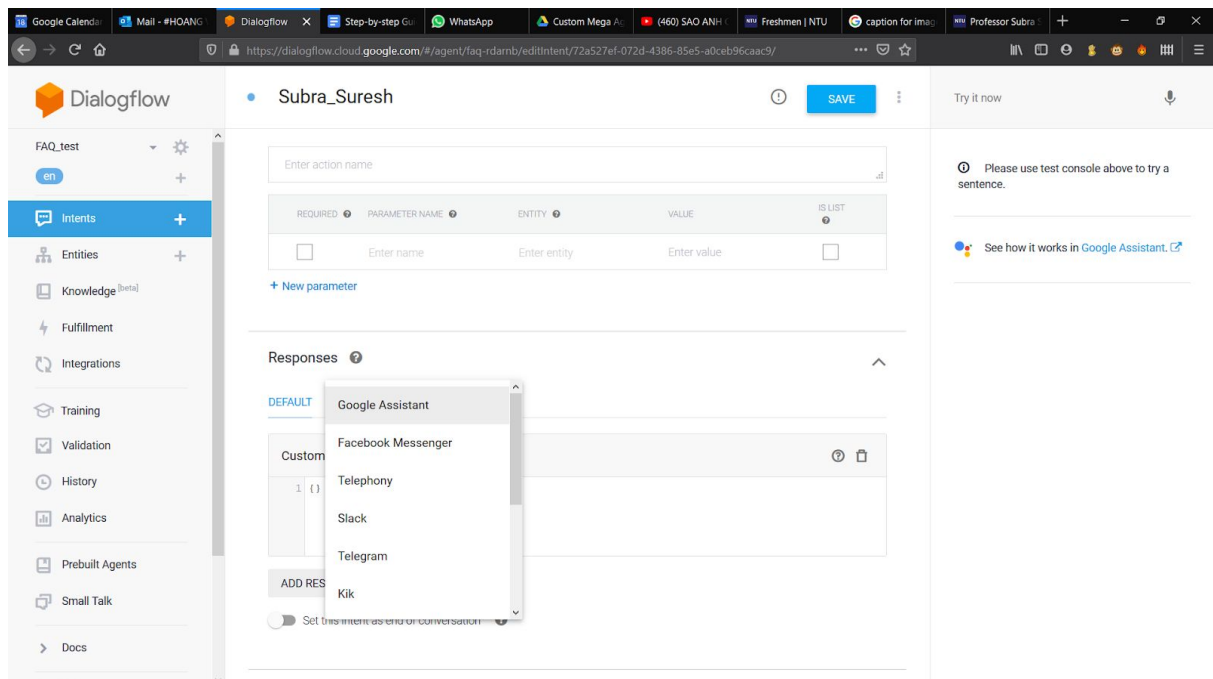 Google Calendar
Mail - #HOANG
Dialogflow
Step-by-step Gui
WhatsApp
Custom Mega Ag
(460) SAO ANH
Freshmen | NTU
caption for imag
Professor Subra S
https://dialogflow.cloud.google.com/#/agent/faq-rdarnb/editIntent/72a527ef-072d-4386-85e5-a0ceb96caac9/
Dialogflow
Subra_Suresh
SAVE
Try it now
FAQ_test
en
Intents
Entities
Knowledge [beta]
Fulfillment
Integrations
Training
Validation
History
Analytics
Prebuilt Agents
Small Talk
Docs
Enter action name
REQUIRED PARAMETER NAME ENTITY VALUE IS LIST
Enter name Enter entity Enter value
+ New parameter
Responses
DEFAULT
Google Assistant
Facebook Messenger
Telephony
Slack
Telegram
Kik
Custom
1 {}
ADD RES
Set this intent as end of conversation
Please use test console above to try a
sentence.
See how it works in Google Assistant.